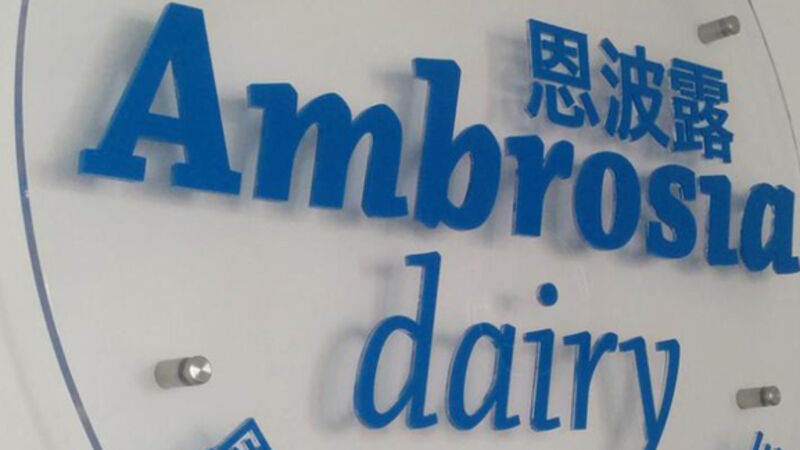 恩波露
Ambrosia
dairy